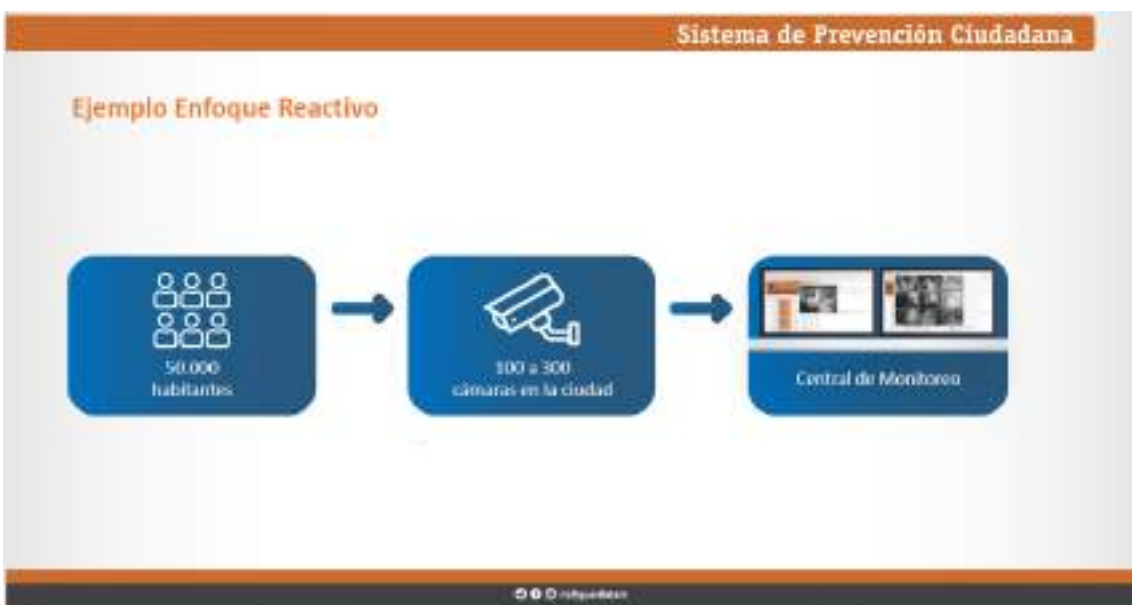 Sistema de Prevención Ciudadana
Ejemplo Enfoque Reactivo
50.000
habitantes
100 a 300
cámaras en la ciudad
Central de Monitoreo